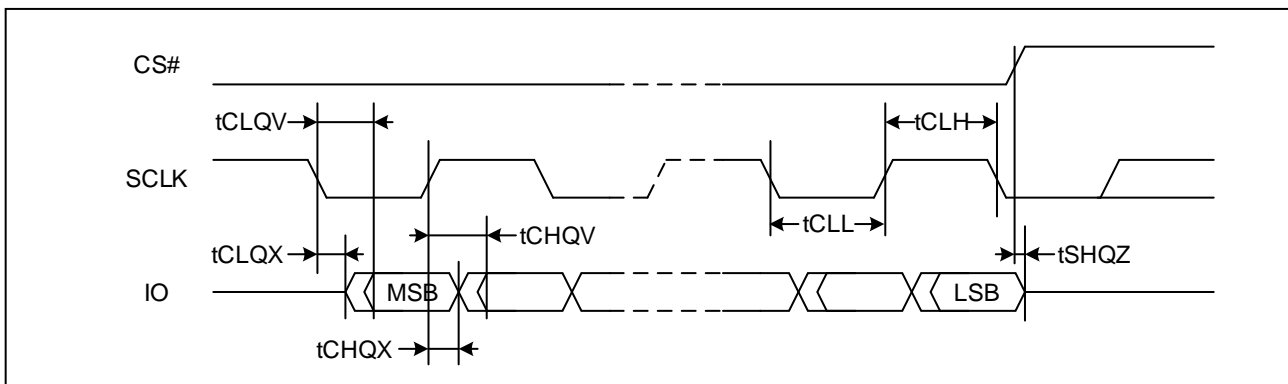 CS#
tCLQV
tCLH
SCLK
tCLL
tCHQV
tCLQX
tSHQZ
IO
MSB
LSB
tCHQX